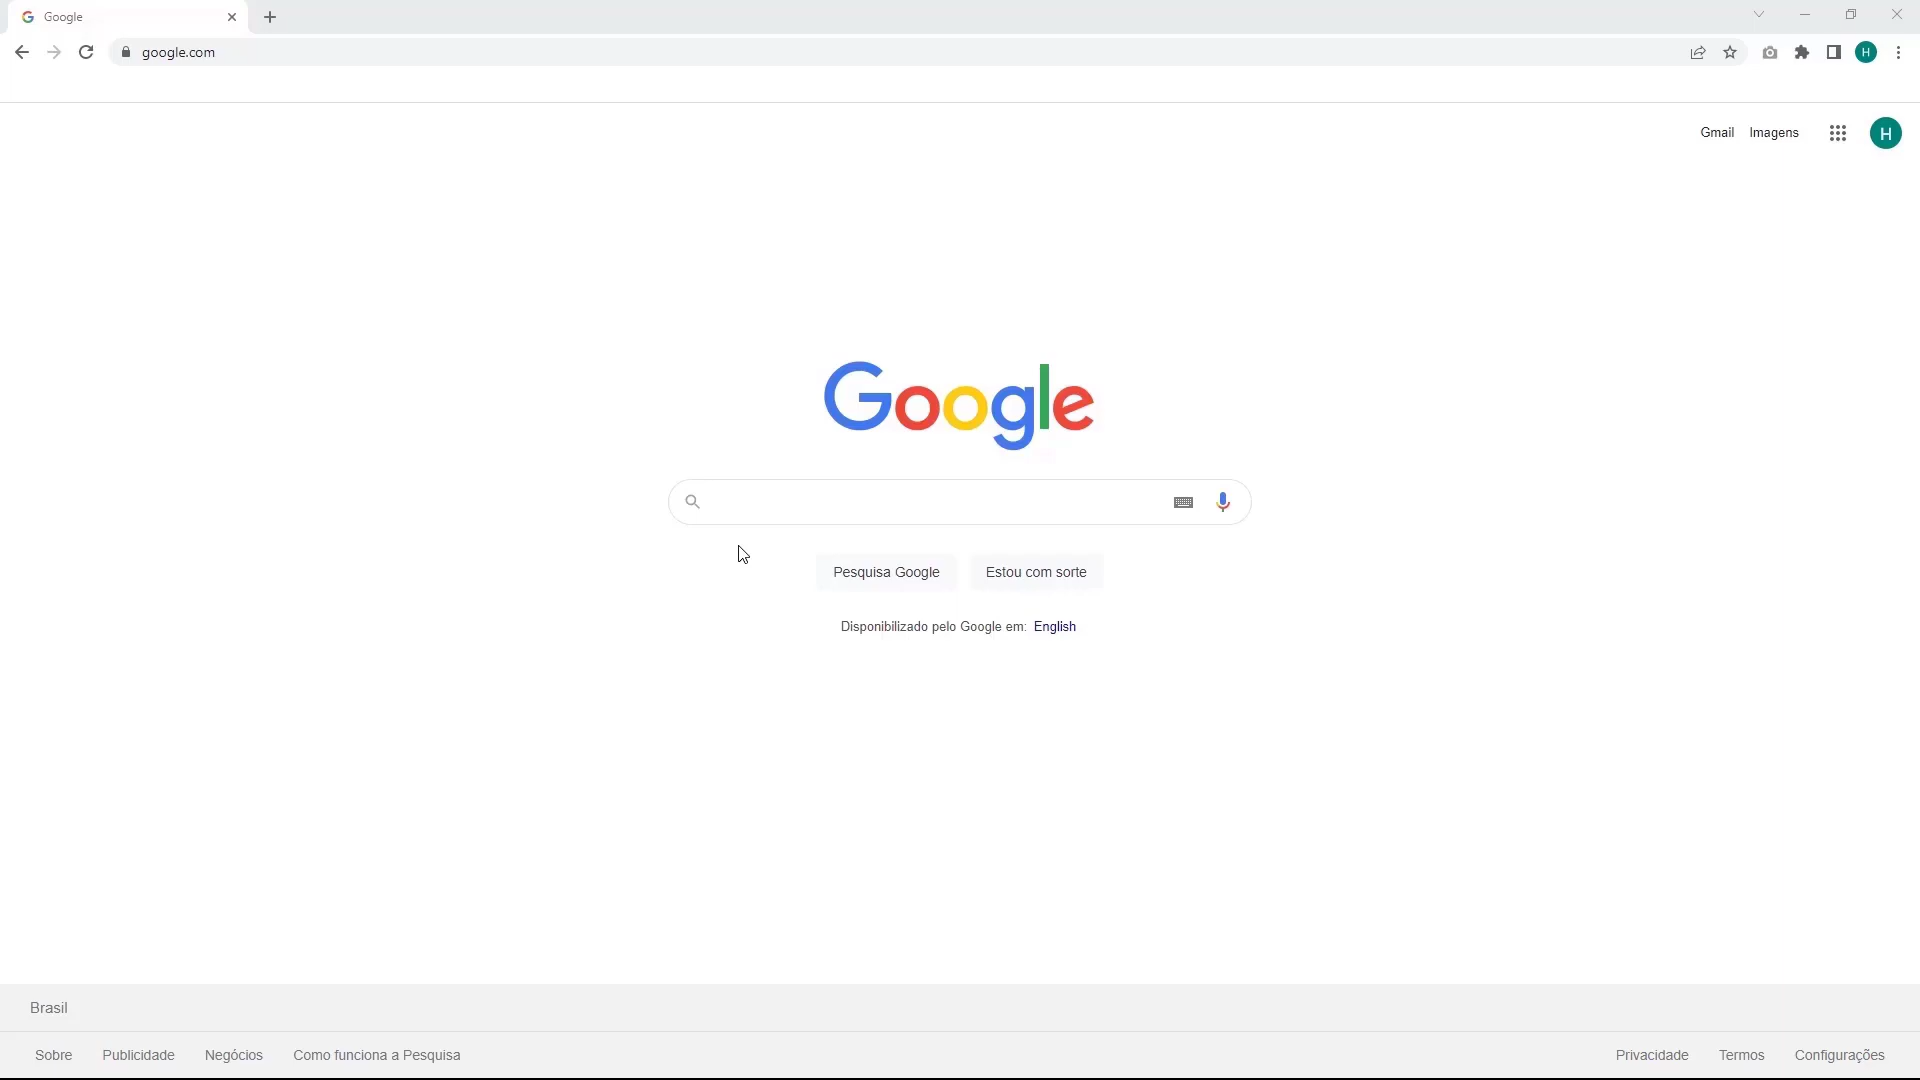 Google
google.com
H
Gmail Imagens
H
Google
Pesquisa Google Estou com sorte
Disponibilizado pelo Google em: English
Brasil
Sobre Publicidade Negócios Como funciona a Pesquisa Privacidade Termos Configurações